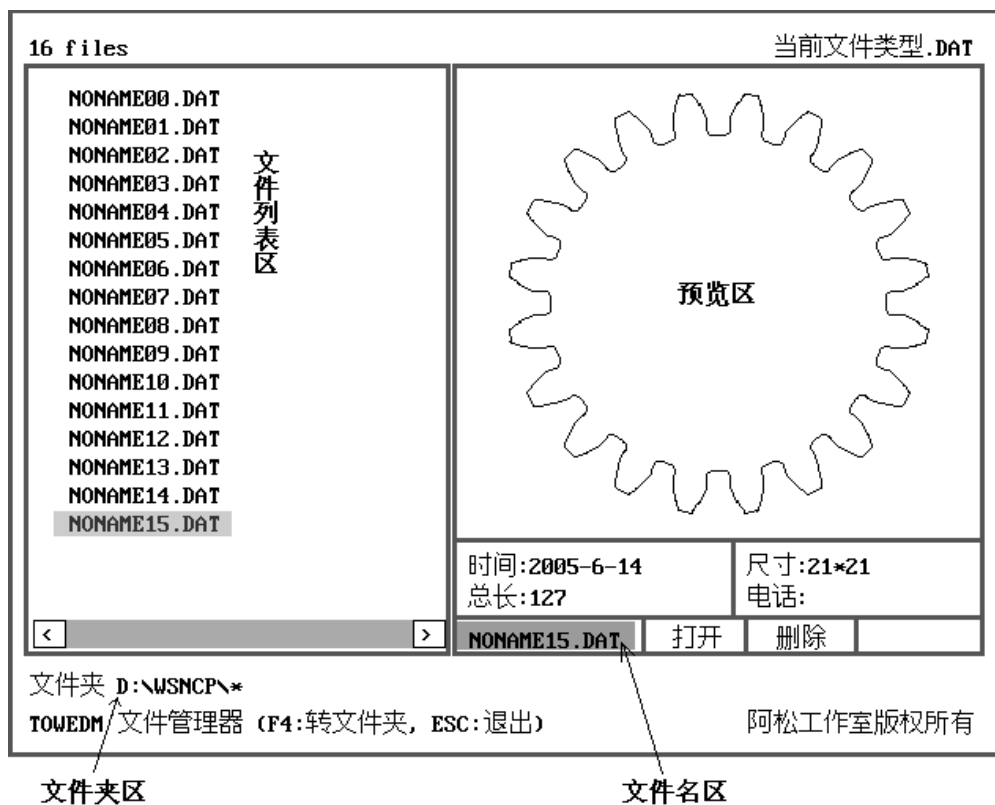 16 files
当前文件类型.DAT
NONAME00.DAT
NONAME01.DAT
NONAME02.DAT
NONAME03.DAT
NONAME04.DAT
NONAME05.DAT
NONAME06.DAT
NONAME07.DAT
NONAME08.DAT
NONAME09.DAT
NONAME10.DAT
NONAME11.DAT
NONAME12.DAT
NONAME13.DAT
NONAME14.DAT
NONAME15.DAT
文件列表区
<
>
预览区
时间:2005-6-14
总长:127
尺寸:21*21
电话:
NONAME15.DAT
打开
删除
文件夹 D:\WSNCP\*
TOWEDM 文件管理器 (F4:转文件夹, ESC:退出)
阿松工作室版权所有
文件夹区
文件名区